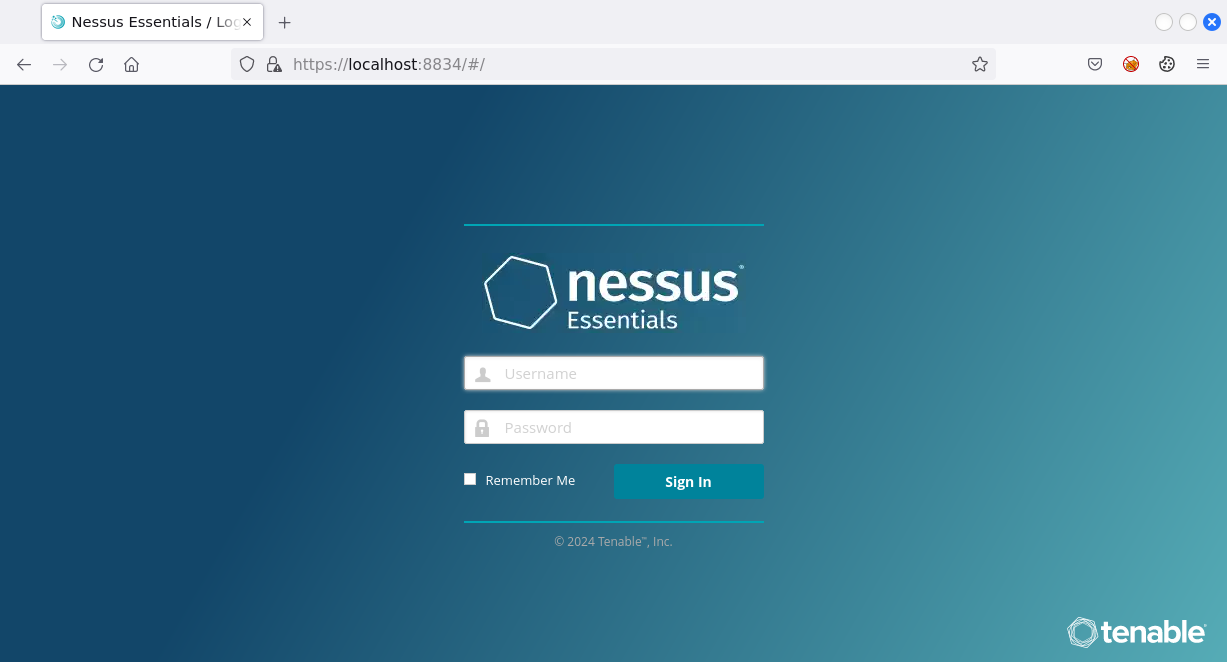 Nessus Essentials / Log
https://localhost:8834/#/
nessus®
Essentials
Username
Password
Remember Me
Sign In
© 2024 Tenable™, Inc.
tenable®